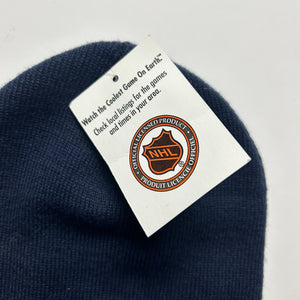 Watch the Coolest Game On Earth.™
Check local listings for the games
and times in your area.
OFFICIAL LICENSED PRODUCT
NHL
PRODUIT LICENCIÉ OFFICIEL